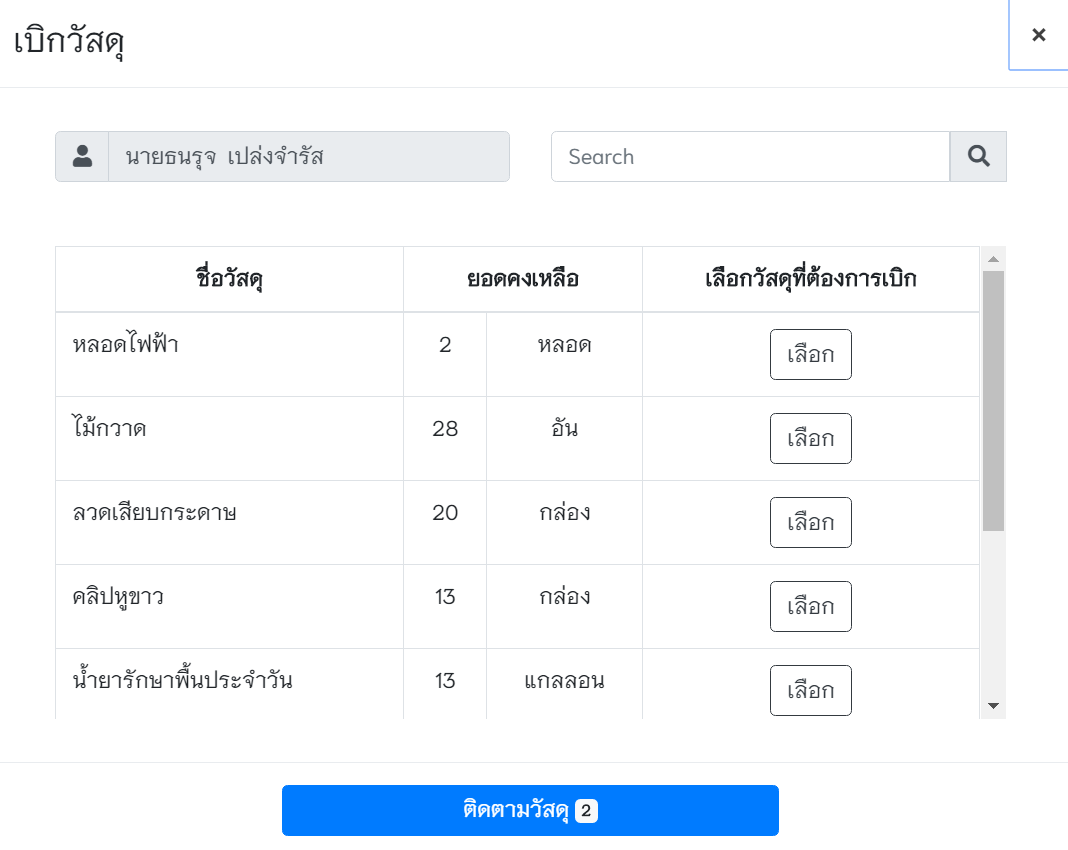 เบิกวัสดุ
×
นายธนรุจ เปล่งจำรัส
Search
ชื่อวัสดุ ยอดคงเหลือ เลือกวัสดุที่ต้องการเบิก
หลอดไฟฟ้า 2 หลอด เลือก
ไม้กวาด 28 อัน เลือก
ลวดเสียบกระดาษ 20 กล่อง เลือก
คลิปหูขาว 13 กล่อง เลือก
น้ำยารักษาพื้นประจำวัน 13 แกลลอน เลือก
ติดตามวัสดุ 2